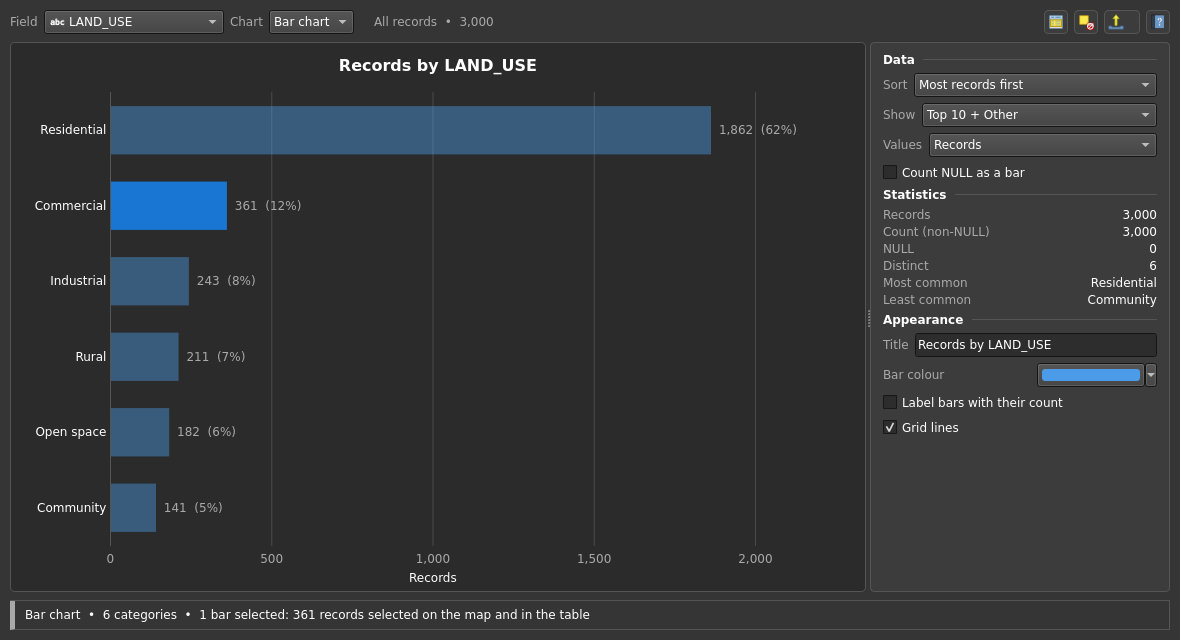 Field abc LAND_USE Chart Bar chart All records • 3,000
Records by LAND_USE
Residential 1,862 (62%)
Commercial 361 (12%)
Industrial 243 (8%)
Rural 211 (7%)
Open space 182 (6%)
Community 141 (5%)
0 500 1,000 1,500 2,000
Records
Data
Sort Most records first
Show Top 10 + Other
Values Records
Count NULL as a bar
Statistics
Records 3,000
Count (non-NULL) 3,000
NULL 0
Distinct 6
Most common Residential
Least common Community
Appearance
Title Records by LAND_USE
Bar colour
Label bars with their count
Grid lines
Bar chart • 6 categories • 1 bar selected: 361 records selected on the map and in the table